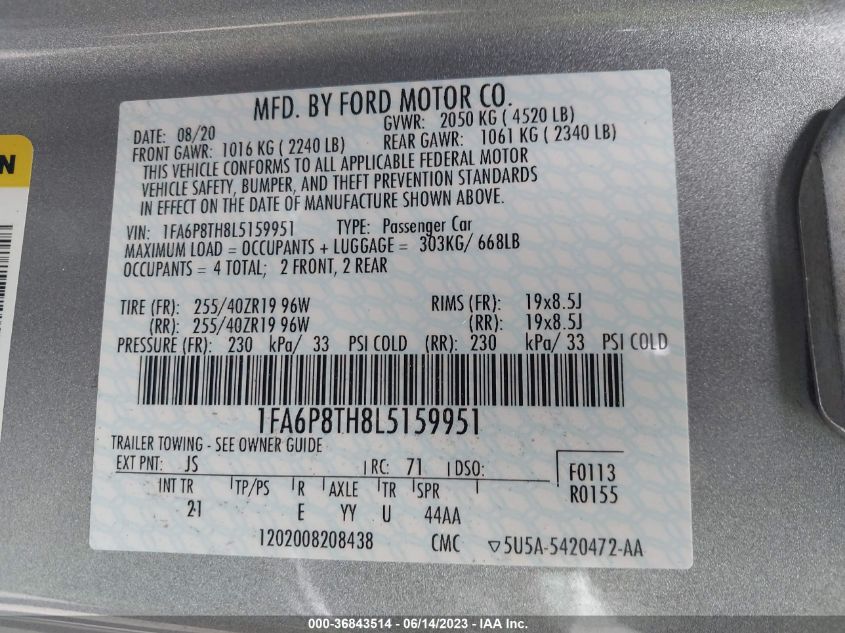 MFD. BY FORD MOTOR CO.
DATE: 08/20 GVWR: 2050 KG ( 4520 LB)
FRONT GAWR: 1016 KG ( 2240 LB) REAR GAWR: 1061 KG ( 2340 LB)
THIS VEHICLE CONFORMS TO ALL APPLICABLE FEDERAL MOTOR
VEHICLE SAFETY, BUMPER, AND THEFT PREVENTION STANDARDS
IN EFFECT ON THE DATE OF MANUFACTURE SHOWN ABOVE.
VIN: 1FA6P8TH8L5159951 TYPE: Passenger Car
MAXIMUM LOAD = OCCUPANTS + LUGGAGE = 303KG/ 668LB
OCCUPANTS = 4 TOTAL; 2 FRONT, 2 REAR
TIRE (FR): 255/40ZR19 96W RIMS (FR): 19x8.5J
(RR): 255/40ZR19 96W (RR): 19x8.5J
PRESSURE (FR): 230 kPa/ 33 PSI COLD (RR): 230 kPa/ 33 PSI COLD
1FA6P8TH8L5159951
TRAILER TOWING - SEE OWNER GUIDE
EXT PNT: JS RC: 71 DSO: F0113
INT TR TP/PS R AXLE TR SPR R0155
21 E YY U 44AA
1202008208438 CMC ▽5U5A-5420472-AA
N
000-36843514 - 06/14/2023 - IAA Inc.